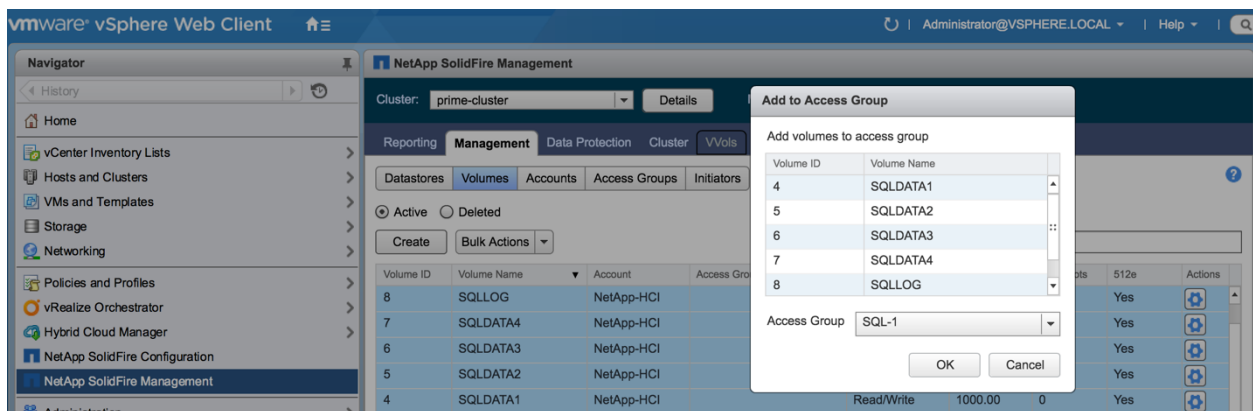 vmware® vSphere Web Client
Administrator@VSPHERE.LOCAL
Help
Navigator
History
Home
vCenter Inventory Lists
Hosts and Clusters
VMs and Templates
Storage
Networking
Policies and Profiles
vRealize Orchestrator
Hybrid Cloud Manager
NetApp SolidFire Configuration
NetApp SolidFire Management
NetApp SolidFire Management
Cluster: prime-cluster Details
Reporting Management Data Protection Cluster VVols
Datastores Volumes Accounts Access Groups Initiators
Active Deleted
Create Bulk Actions
Volume ID Volume Name Account 512e Actions
8 SQLLOG NetApp-HCI Yes
7 SQLDATA4 NetApp-HCI Yes
6 SQLDATA3 NetApp-HCI Yes
5 SQLDATA2 NetApp-HCI Yes
4 SQLDATA1 NetApp-HCI Read/Write 1000.00 0 Yes
Add to Access Group
Add volumes to access group
Volume ID Volume Name
4 SQLDATA1
5 SQLDATA2
6 SQLDATA3
7 SQLDATA4
8 SQLLOG
Access Group SQL-1
OK Cancel